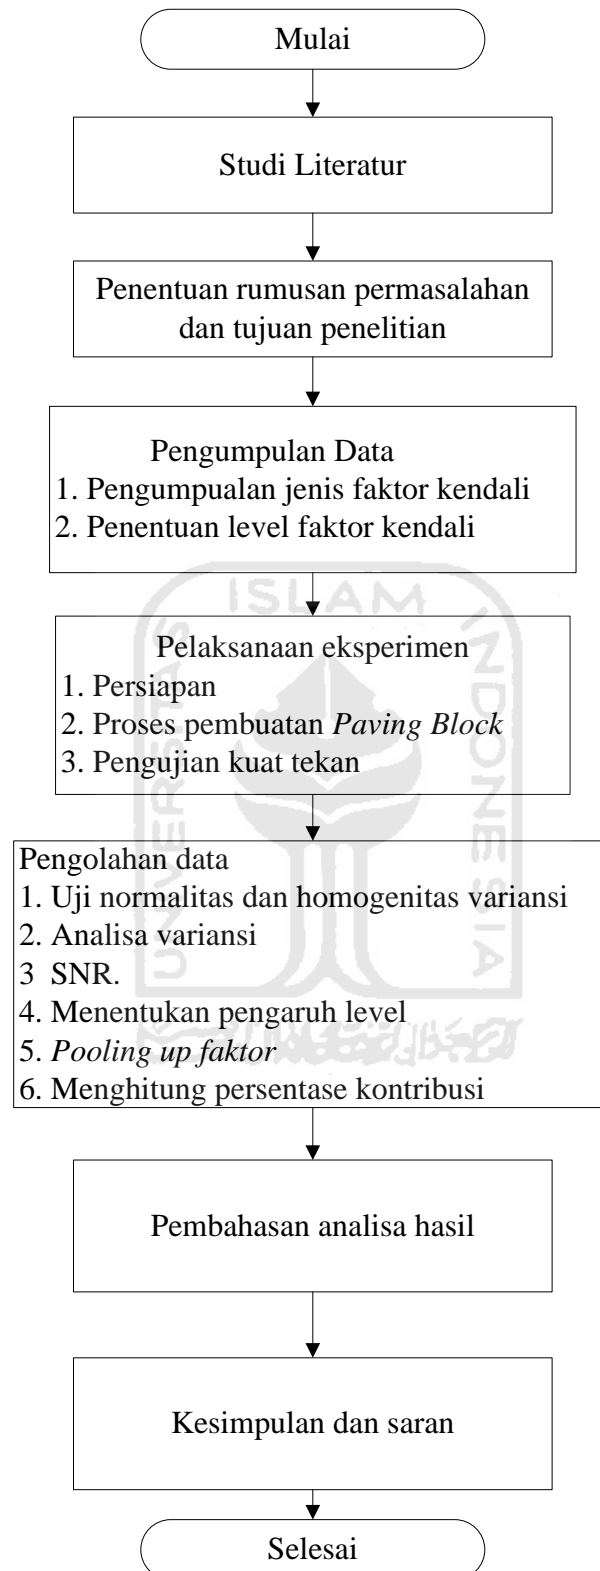 Mulai
Studi Literatur
Penentuan rumusan permasalahan
dan tujuan penelitian
Pengumpulan Data
1. Pengumpualan jenis faktor kendali
2. Penentuan level faktor kendali
ISLAM
UNIVERSITAS
INDONESIA
Pelaksanaan eksperimen
1. Persiapan
2. Proses pembuatan Paving Block
3. Pengujian kuat tekan
Pengolahan data
1. Uji normalitas dan homogenitas variansi
2. Analisa variansi
3 SNR.
4. Menentukan pengaruh level
5. Pooling up faktor
6. Menghitung persentase kontribusi
Pembahasan analisa hasil
Kesimpulan dan saran
Selesai